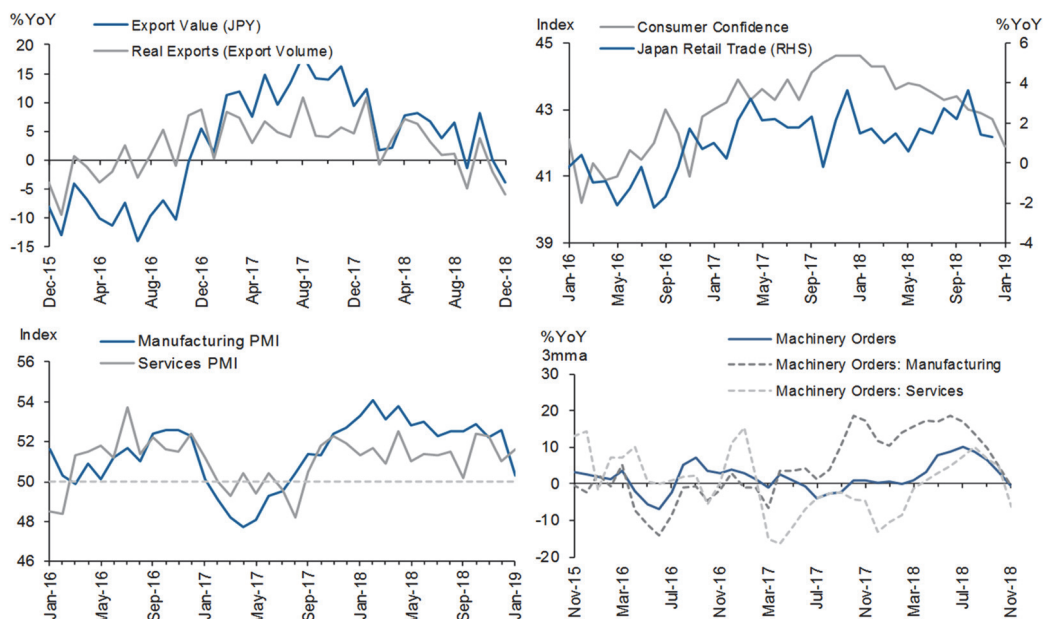 %YoY
Export Value (JPY)
Real Exports (Export Volume)
20
15
10
5
0
-5
-10
-15
Dec-15
Apr-16
Aug-16
Dec-16
Apr-17
Aug-17
Dec-17
Apr-18
Aug-18
Dec-18
Index
Consumer Confidence
%YoY
Japan Retail Trade (RHS)
45
43
41
39
6
4
2
0
-2
-4
Jan-16
May-16
Sep-16
Jan-17
May-17
Sep-17
Jan-18
May-18
Sep-18
Jan-19
Index
Manufacturing PMI
Services PMI
56
54
52
50
48
46
Jan-16
May-16
Sep-16
Jan-17
May-17
Sep-17
Jan-18
May-18
Sep-18
Jan-19
%YoY
3mma
Machinery Orders
Machinery Orders: Manufacturing
Machinery Orders: Services
30
20
10
0
-10
-20
Nov-15
Mar-16
Jul-16
Nov-16
Mar-17
Jul-17
Nov-17
Mar-18
Jul-18
Nov-18